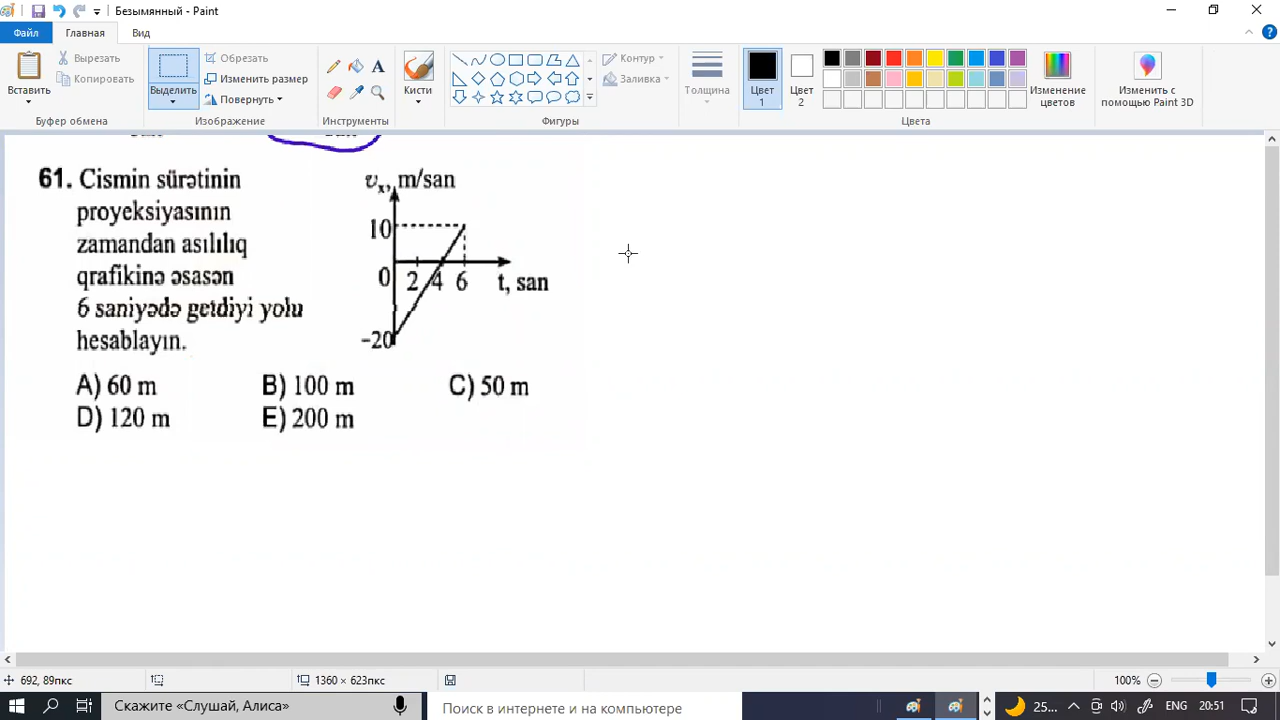 Безымянный - Paint
Файл Главная Вид
Вставить
Вырезать
Копировать
Буфер обмена
Выделить
Обрезать
Изменить размер
Повернуть
Изображение
Инструменты
Кисти
Контур
Заливка
Фигуры
Толщина
Цвет 1
Цвет 2
Цвета
Изменение цветов
Изменить с помощью Paint 3D
61. Cismin sürətinin
proyeksiyasının
zamandan asılılıq
qrafikinə əsasən
6 saniyədə getdiyi yolu
hesablayın.
vx, m/san
10
0 2 4 6 t, san
-20
A) 60 m B) 100 m C) 50 m
D) 120 m E) 200 m
692, 89пкс 1360 × 623пкс 100%
Скажите «Слушай, Алиса» Поиск в интернете и на компьютере 25... ENG 20:51